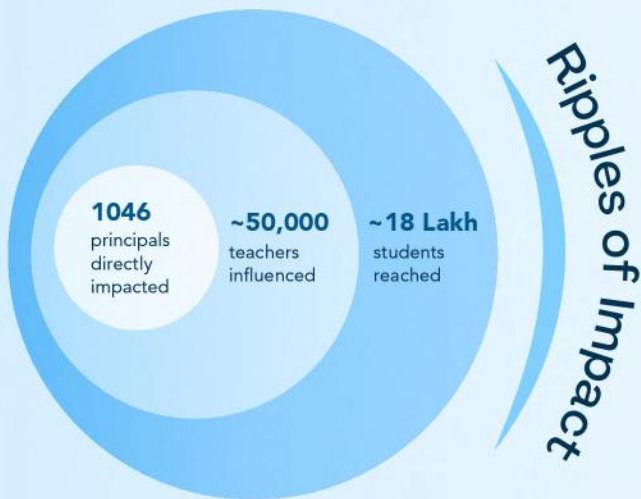 1046
principals
directly
impacted
~50,000
teachers
influenced
~18 Lakh
students
reached
Ripples of Impact